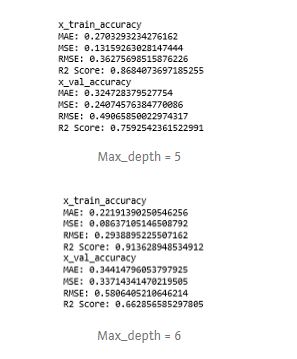 x_train_accuracy
MAE: 0.2703293234276162
MSE: 0.13159263028147444
RMSE: 0.36275698515876226
R2 Score: 0.8684073697185255
x_val_accuracy
MAE: 0.324728379527754
MSE: 0.24074576384770086
RMSE: 0.49065850022974317
R2 Score: 0.7592542361522991
Max_depth = 5
x_train_accuracy
MAE: 0.22191390250546256
MSE: 0.08637105146508792
RMSE: 0.2938895225507162
R2 Score: 0.913628948534912
x_val_accuracy
MAE: 0.34414796053797925
MSE: 0.33714341470219505
RMSE: 0.5806405210646214
R2 Score: 0.662856585297805
Max_depth = 6